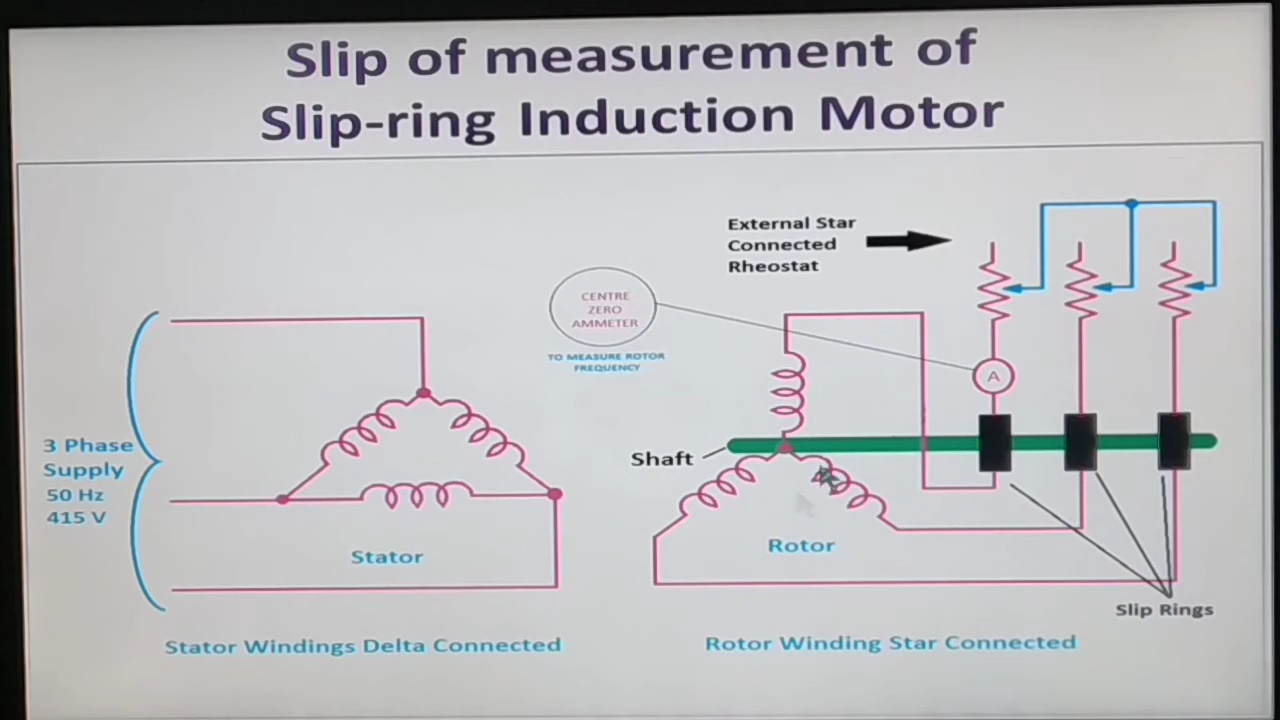 Slip of measurement of
Slip-ring Induction Motor
External Star
Connected
Rheostat
CENTRE
ZERO
AMMETER
TO MEASURE ROTOR
FREQUENCY
A
3 Phase
Supply
50 Hz
415 V
Shaft
Stator
Rotor
Slip Rings
Stator Windings Delta Connected
Rotor Winding Star Connected